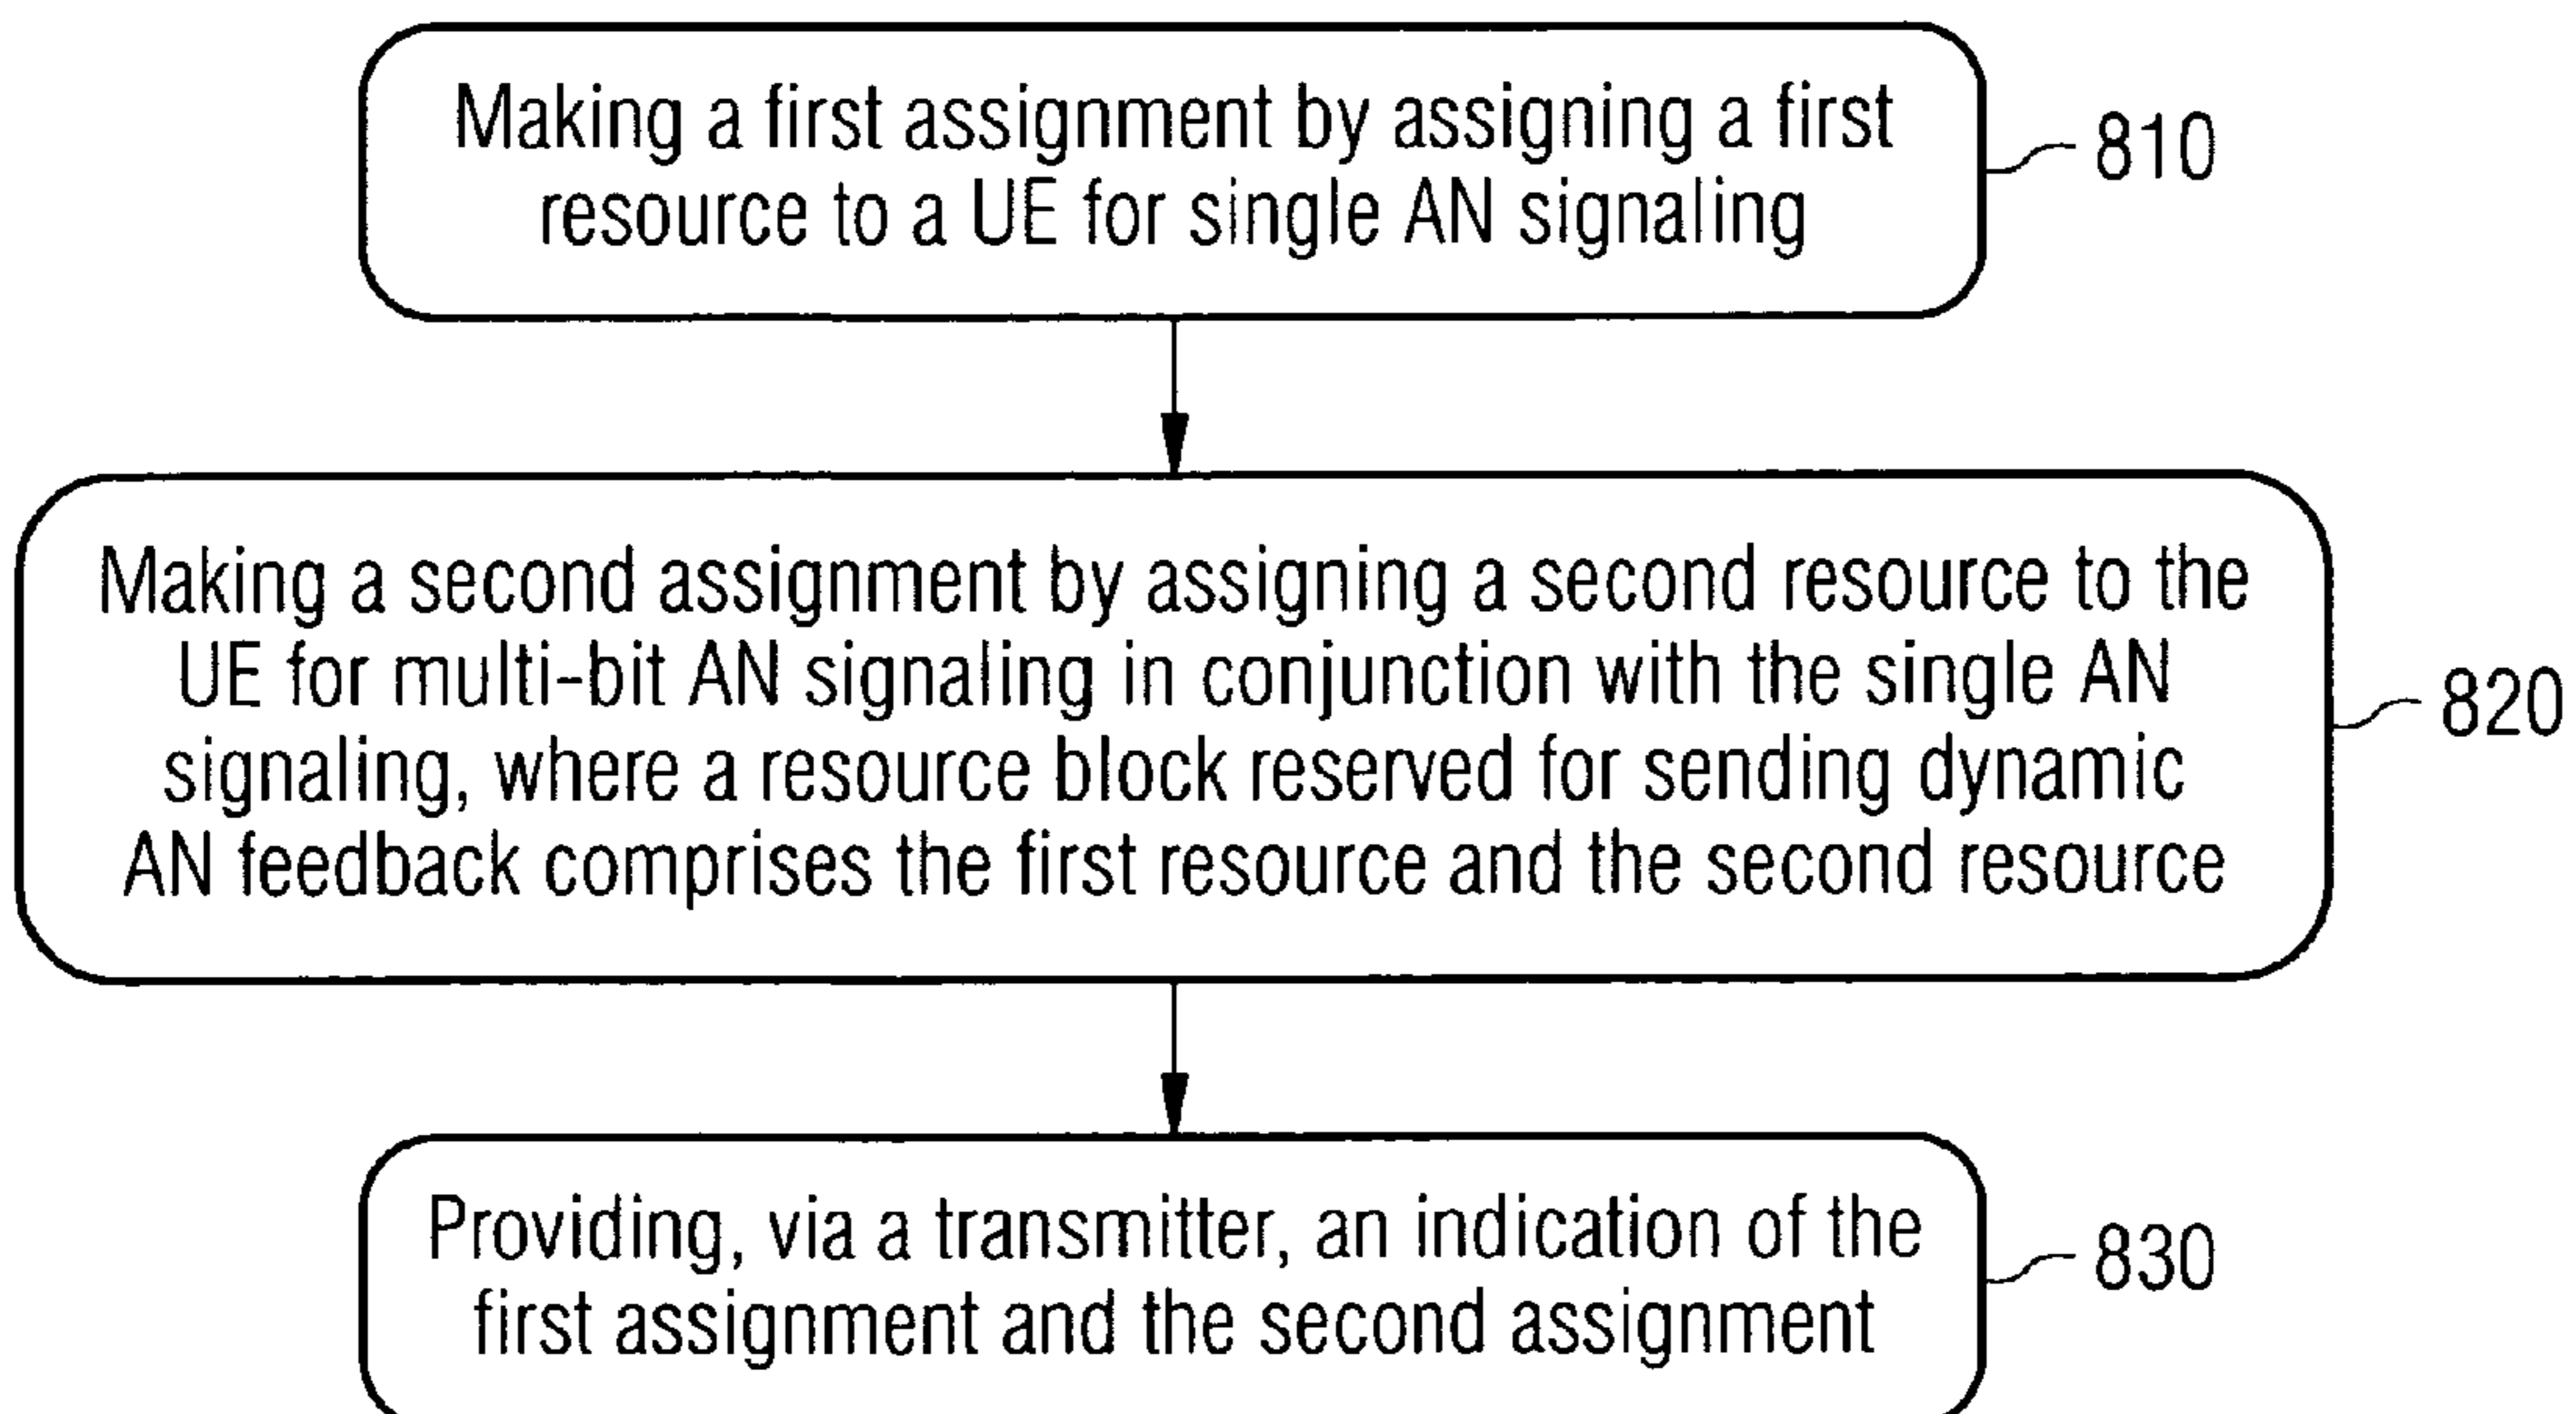 Making a first assignment by assigning a first
resource to a UE for single AN signaling
810
Making a second assignment by assigning a second resource to the
UE for multi-bit AN signaling in conjunction with the single AN
signaling, where a resource block reserved for sending dynamic
AN feedback comprises the first resource and the second resource
820
Providing, via a transmitter, an indication of the
first assignment and the second assignment
830